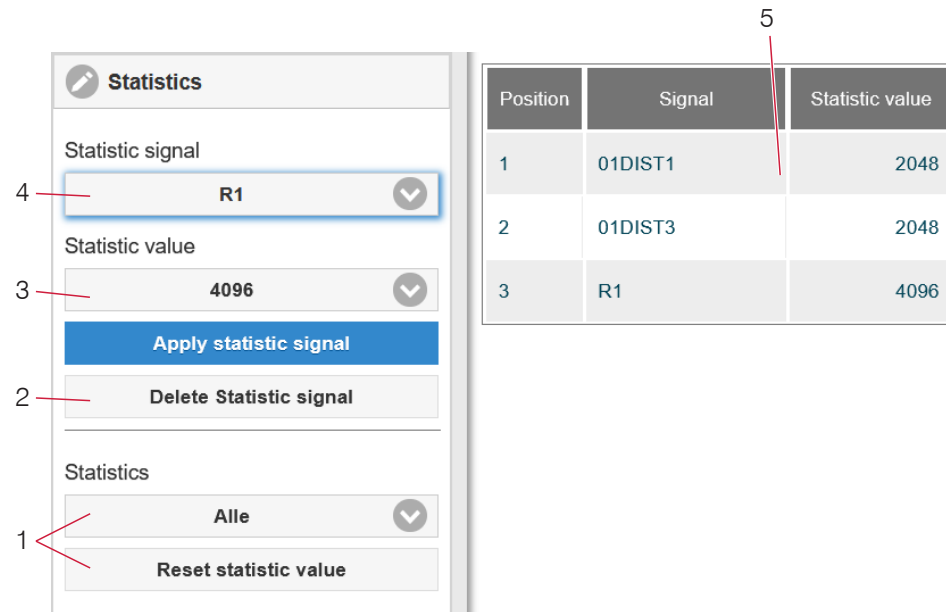 5
Statistics
Statistic signal
4
R1
Statistic value
3
4096
Apply statistic signal
2
Delete Statistic signal
Statistics
Alle
1
Reset statistic value
Position Signal Statistic value
1 01DIST1 2048
2 01DIST3 2048
3 R1 4096